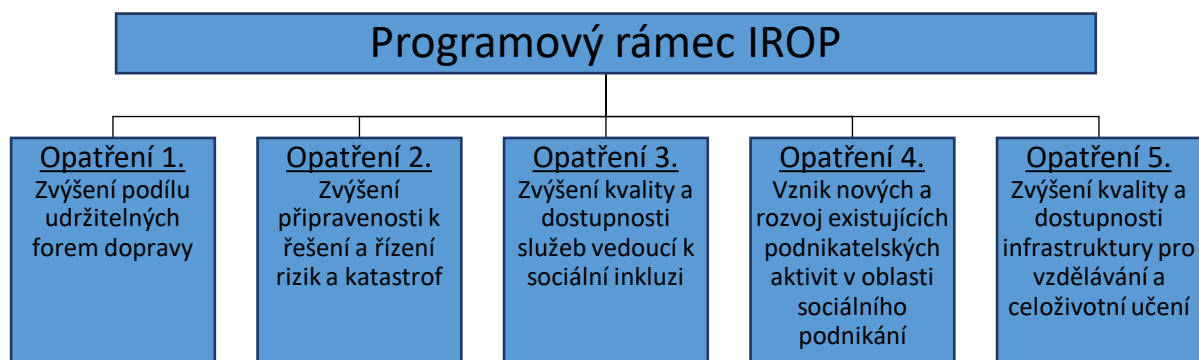 Programový rámec IROP
Opatření 1.
Zvýšení podílu
udržitelných
forem dopravy
Opatření 2.
Zvýšení
připravenosti k
řešení a řízení
rizik a katastrof
Opatření 3.
Zvýšení kvality a
dostupnosti
služeb vedoucí k
sociální inkluzi
Opatření 4.
Vznik nových a
rozvoj existujících
podnikatelských
aktivit v oblasti
sociálního
podnikání
Opatření 5.
Zvýšení kvality a
dostupnosti
infrastruktury pro
vzdělávání a
celoživotní učení